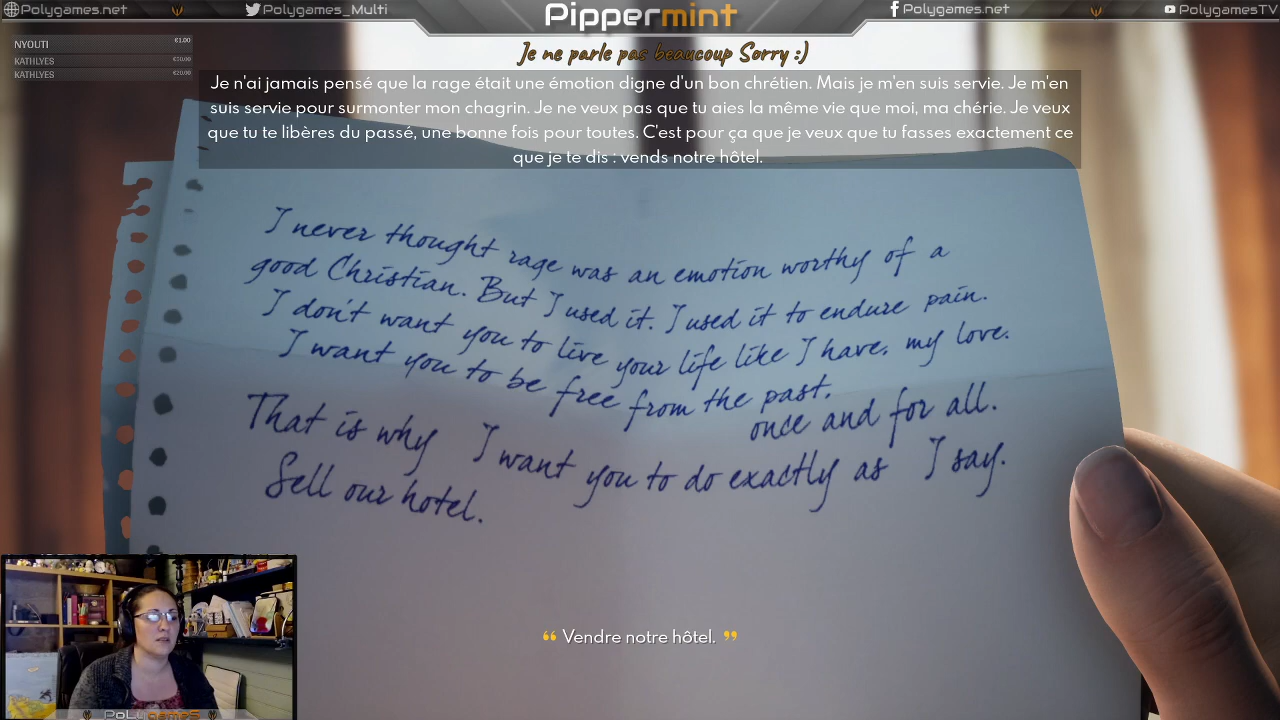 Polygames.net
Polygames_Multi
Pippermint
Polygames.net
PolygamesTV
NYOUTI €1.00
KATHLYES €10.00
KATHLYES €20.00
Je ne parle pas beaucoup Sorry :)
Je n'ai jamais pensé que la rage était une émotion digne d'un bon chrétien. Mais je m'en suis servie. Je m'en
suis servie pour surmonter mon chagrin. Je ne veux pas que tu aies la même vie que moi, ma chérie. Je veux
que tu te libères du passé, une bonne fois pour toutes. C'est pour ça que je veux que tu fasses exactement ce
que je te dis : vends notre hôtel.
I never thought rage was an emotion worthy of a
good Christian. But I used it. I used it to endure pain.
I don't want you to live your life like I have, my love.
I want you to be free from the past,
once and for all.
That is why I want you to do exactly as I say.
Sell our hotel.
“ Vendre notre hôtel. ”
PoLygameS